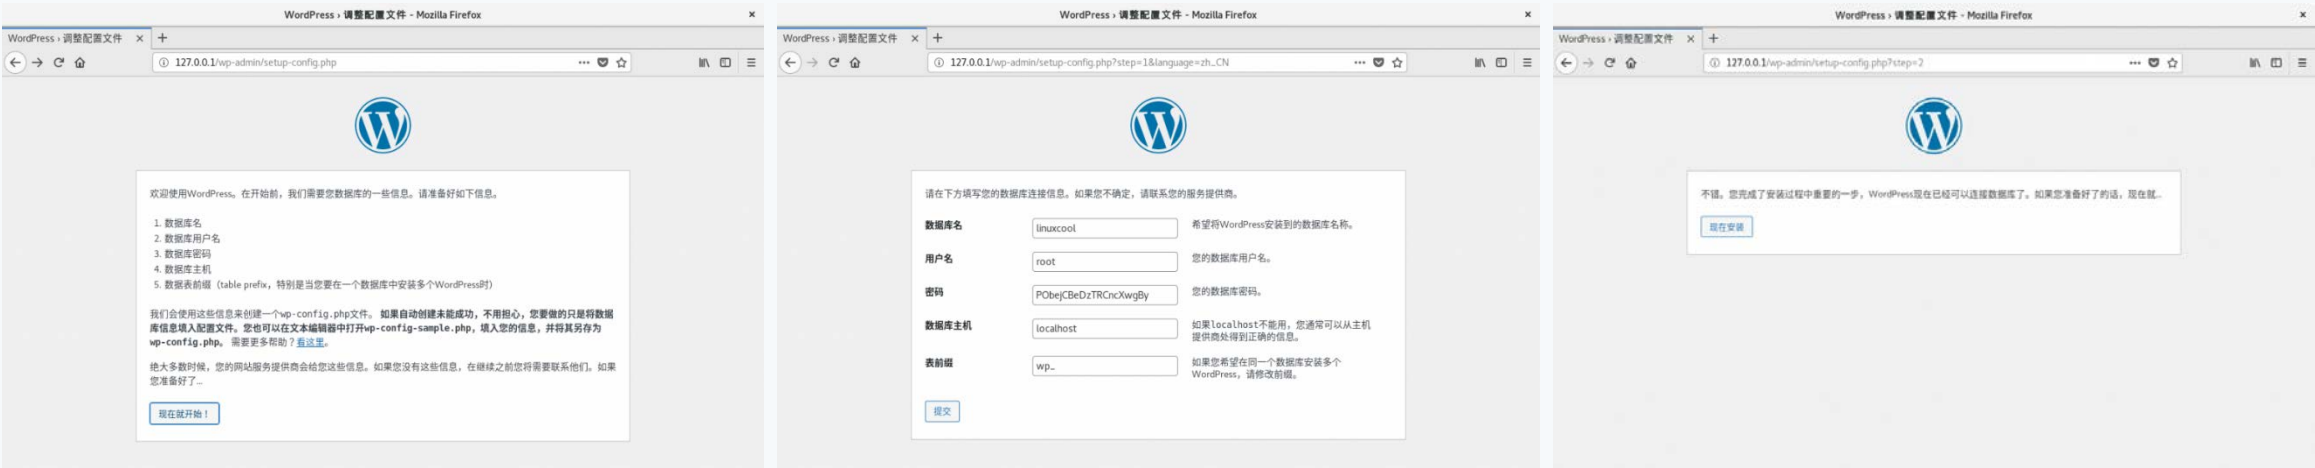 WordPress › 调整配置文件 - Mozilla Firefox
WordPress › 调整配置文件
127.0.0.1/wp-admin/setup-config.php
欢迎使用WordPress。在开始前，我们需要您数据库的一些信息。请准备好如下信息。
1. 数据库名
2. 数据库用户名
3. 数据库密码
4. 数据库主机
5. 数据表前缀（table prefix，特别是当您要在一个数据库中安装多个WordPress时）
我们会使用这些信息来创建一个wp-config.php文件。 如果自动创建未能成功，不用担心，您要做的只是将数据
库信息填入配置文件。您也可以在文本编辑器中打开wp-config-sample.php，填入您的信息，并将其另存为
wp-config.php。 需要更多帮助？看这里。
绝大多数时候，您的网站服务提供商会给您这些信息。如果您没有这些信息，在继续之前您将需要联系他们。如果
您准备好了...
现在就开始！
WordPress › 调整配置文件 - Mozilla Firefox
WordPress › 调整配置文件
127.0.0.1/wp-admin/setup-config.php?step=1&language=zh_CN
请在下方填写您的数据库连接信息。如果您不确定，请联系您的服务提供商。
数据库名 linuxcool 希望将WordPress安装到的数据库名称。
用户名 root 您的数据库用户名。
密码 PObejCBeDzTRCncXwgBy 您的数据库密码。
数据库主机 localhost 如果localhost不能用，您通常可以从主机
提供商处得到正确的信息。
表前缀 wp_ 如果您希望在同一个数据库安装多个
WordPress，请修改前缀。
提交
WordPress › 调整配置文件 - Mozilla Firefox
WordPress › 调整配置文件
127.0.0.1/wp-admin/setup-config.php?step=2
不错。您完成了安装过程中重要的一步，WordPress现在已经可以连接数据库了。如果您准备好了的话，现在就...
现在安装